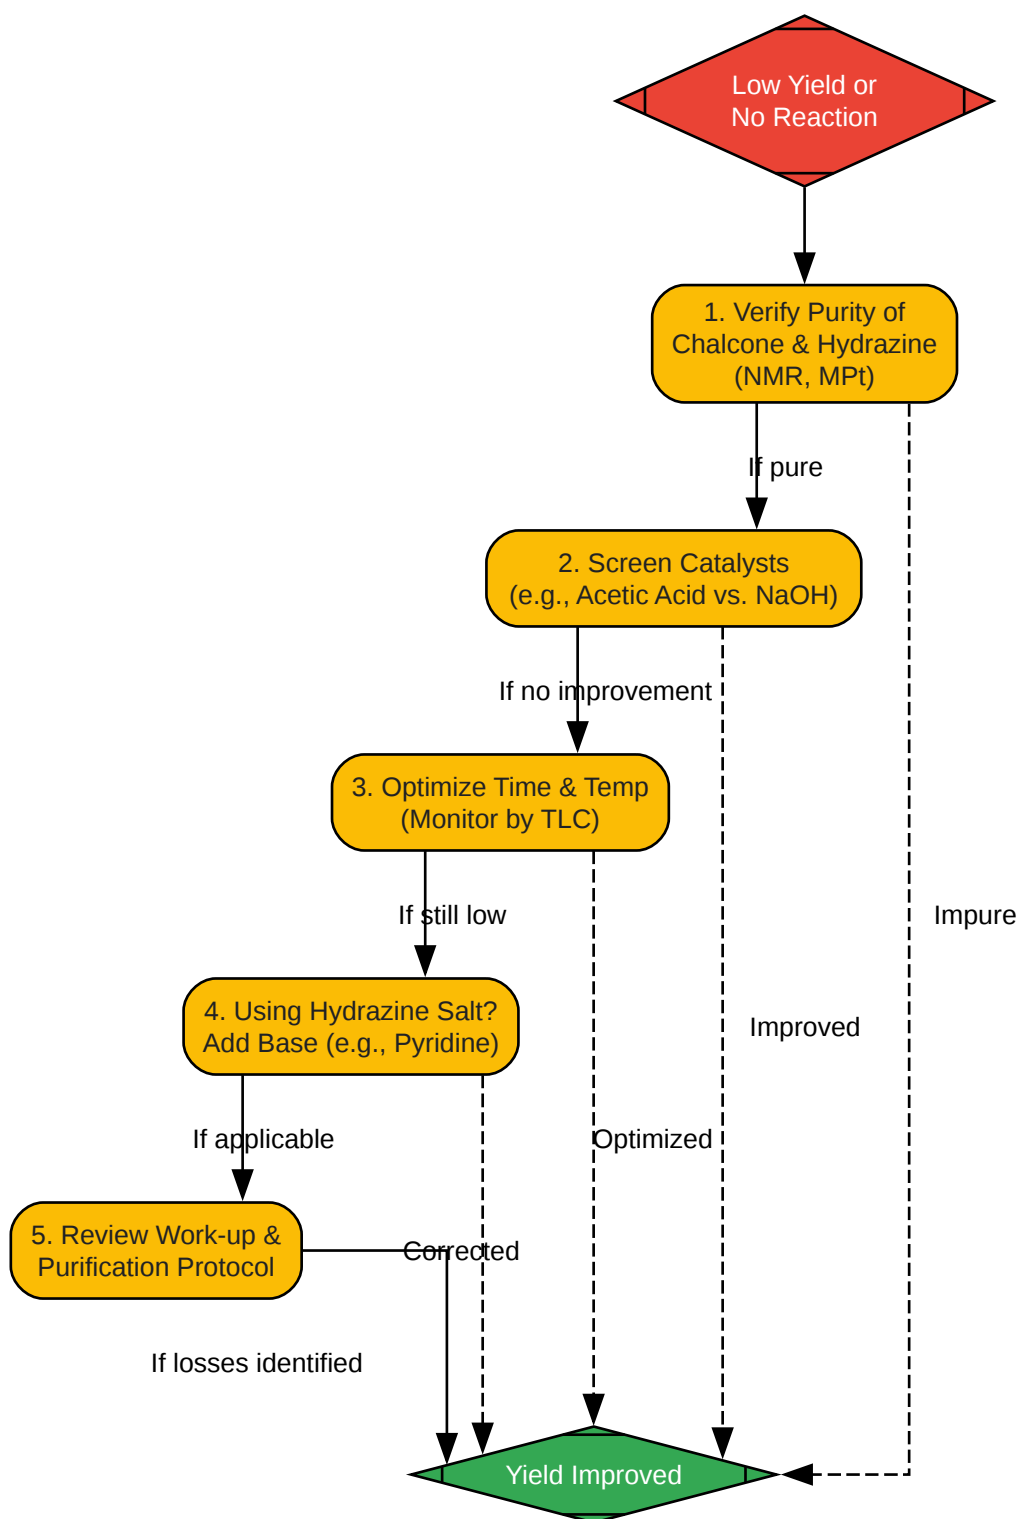 Low Yield or
No Reaction
1. Verify Purity of
Chalcone & Hydrazine
(NMR, MPt)
If pure
2. Screen Catalysts
(e.g., Acetic Acid vs. NaOH)
If no improvement
3. Optimize Time & Temp
(Monitor by TLC)
If still low
Impure
4. Using Hydrazine Salt?
Add Base (e.g., Pyridine)
Improved
If applicable
Optimized
5. Review Work-up &
Purification Protocol
Corrected
If losses identified
Yield Improved